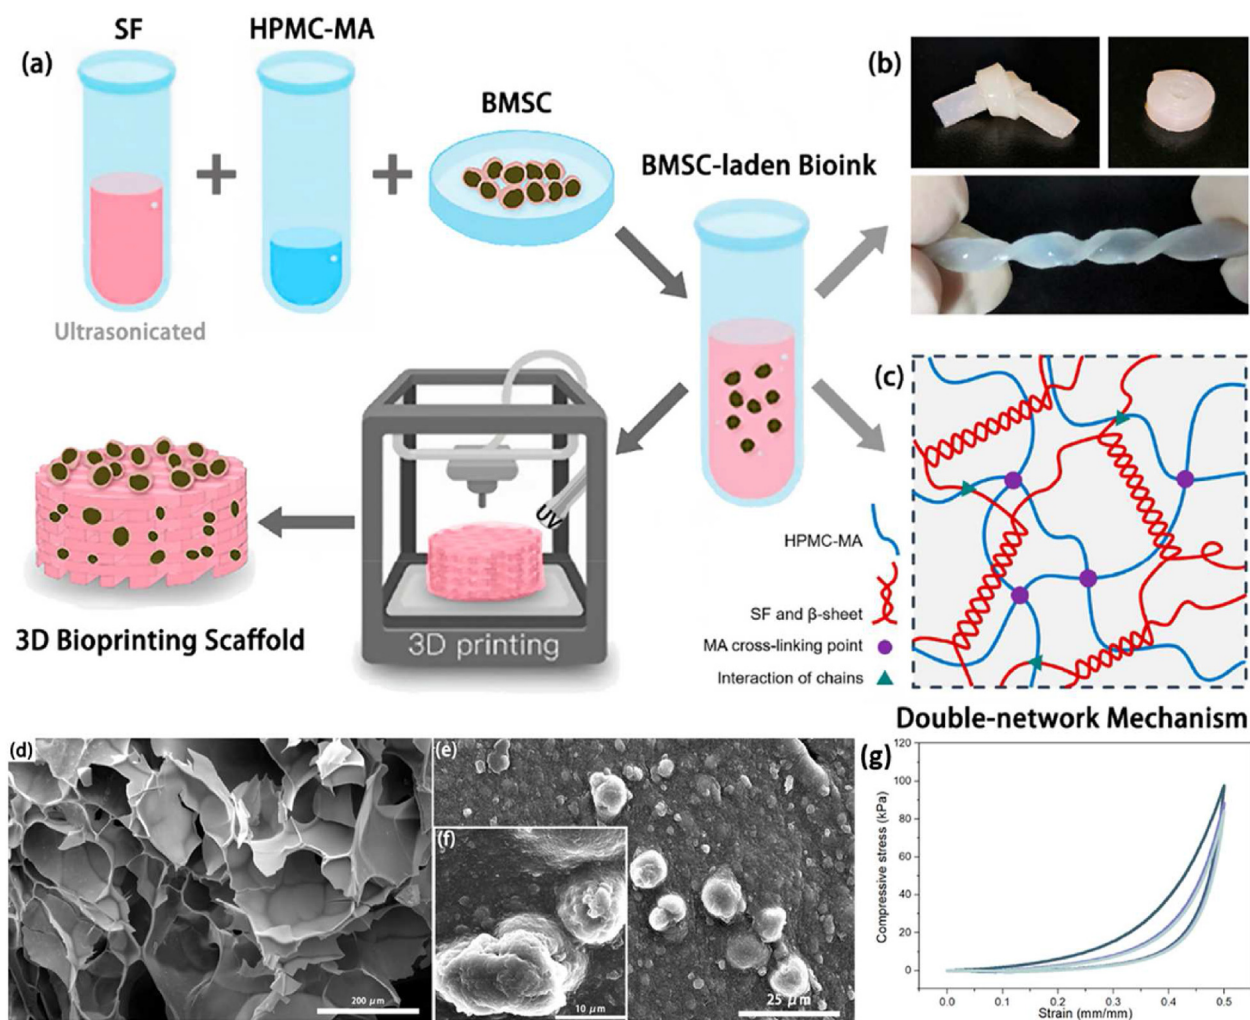 (a)
SF
HPMC-MA
BMSC
Ultrasonicated
BMSC-laden Bioink
(b)
UV
3D printing
3D Bioprinting Scaffold
(c)
HPMC-MA
SF and β-sheet
MA cross-linking point
Interaction of chains
Double-network Mechanism
(d)
200 μm
(e)
25 μm
(f)
10 μm
(g)
Compressive stress (kPa)
120
100
80
60
40
20
0
0.0 0.1 0.2 0.3 0.4 0.5
Strain (mm/mm)